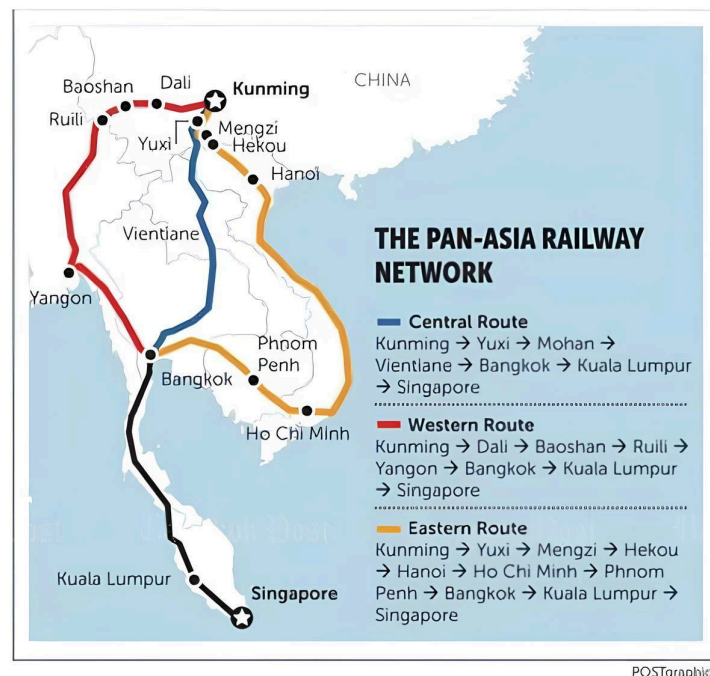 CHINA
Baoshan
Dali
Kunming
Ruili
Yuxi
Mengzi
Hekou
Hanoi
Vientlane
Yangon
Phnom
Penh
Bangkok
Ho Chi Minh
Kuala Lumpur
Singapore
THE PAN-ASIA RAILWAY
NETWORK
Central Route
Kunming → Yuxi → Mohan →
Vientlane → Bangkok → Kuala Lumpur
→ Singapore
Western Route
Kunming → Dali → Baoshan → Ruili →
Yangon → Bangkok → Kuala Lumpur
→ Singapore
Eastern Route
Kunming → Yuxi → Mengzi → Hekou
→ Hanoi → Ho Chi Minh → Phnom
Penh → Bangkok → Kuala Lumpur →
Singapore
POSTgraphic